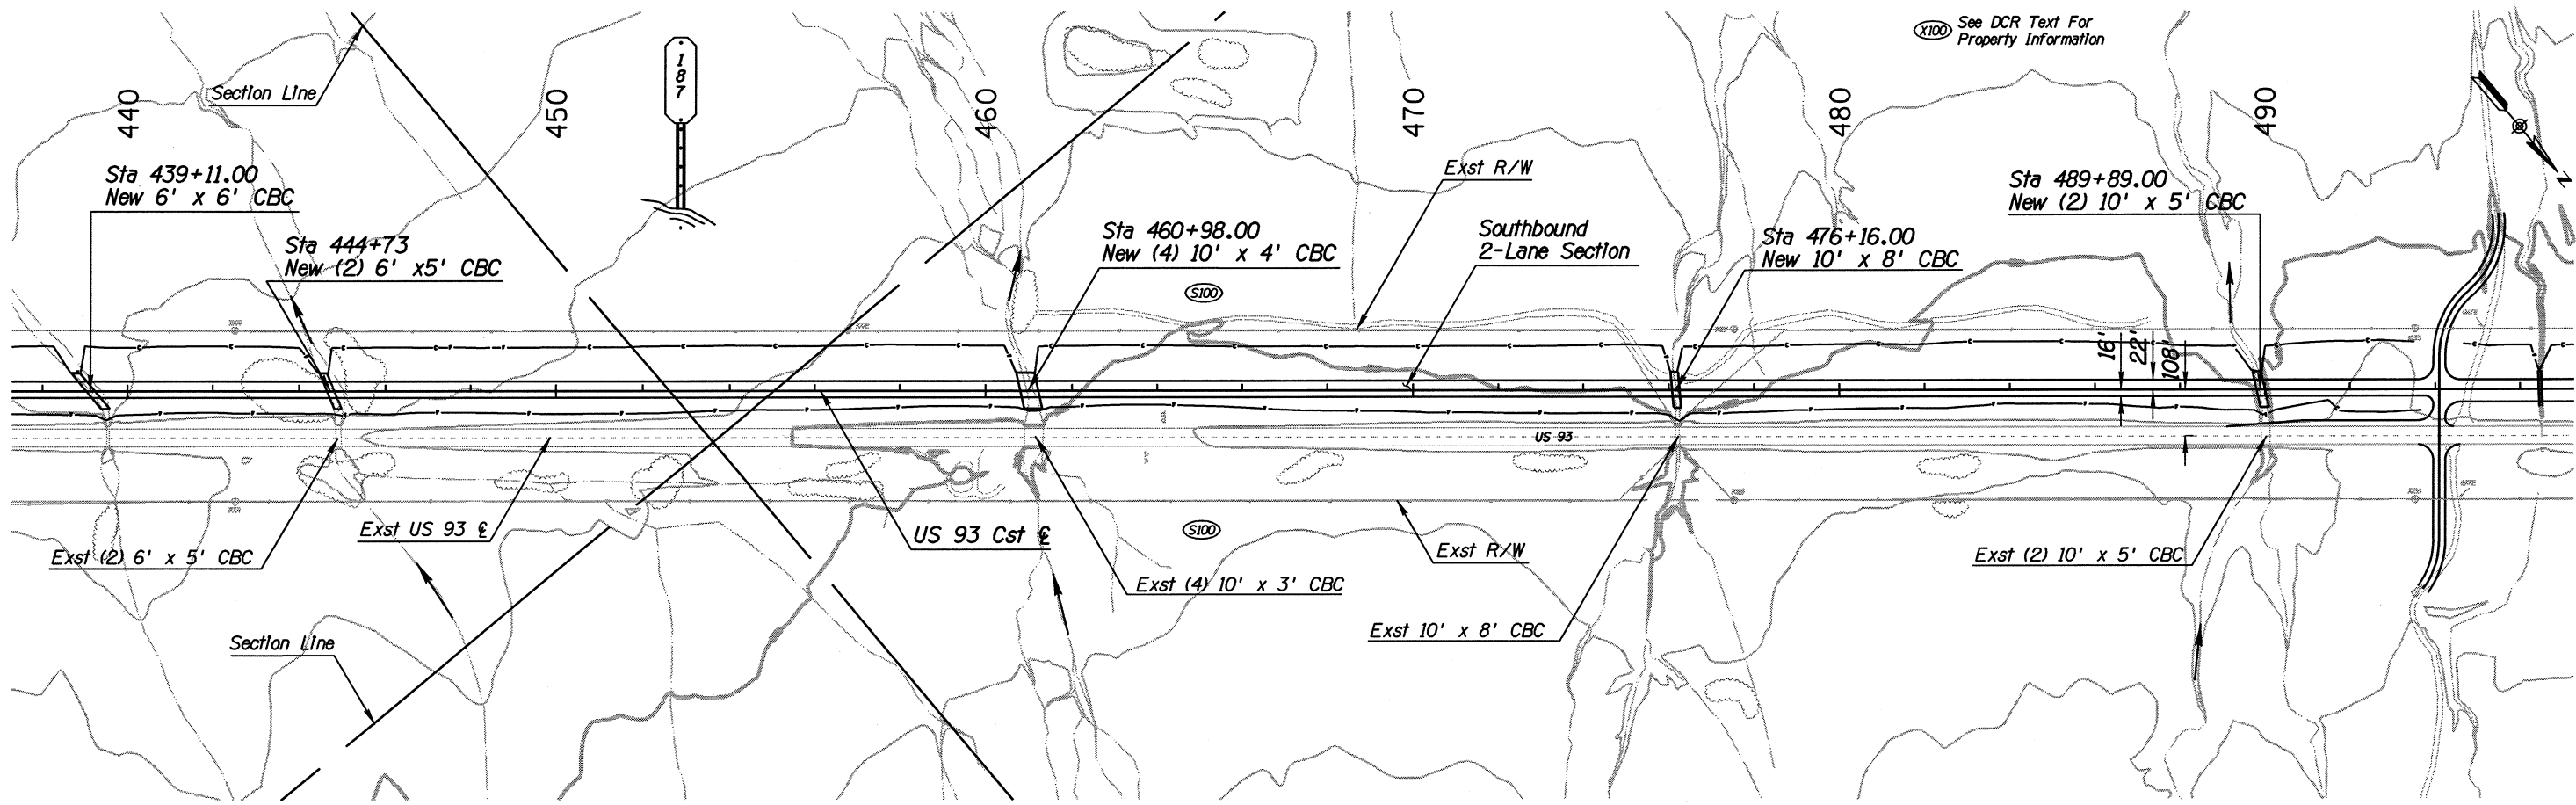 X100 See DCR Text For
Property Information
1
8
7
Section Line
440
450
460
470
480
490
Sta 439+11.00
New 6' x 6' CBC
Sta 444+73
New (2) 6' x5' CBC
Sta 460+98.00
New (4) 10' x 4' CBC
Exst R/W
Southbound
2-Lane Section
Sta 476+16.00
New 10' x 8' CBC
Sta 489+89.00
New (2) 10' x 5' CBC
N
S100
16'
22'
108'
US 93
Exst (2) 6' x 5' CBC
Exst US 93 ℄
US 93 Cst ℄
S100
Exst (4) 10' x 3' CBC
Exst R/W
Exst 10' x 8' CBC
Exst (2) 10' x 5' CBC
Section Line